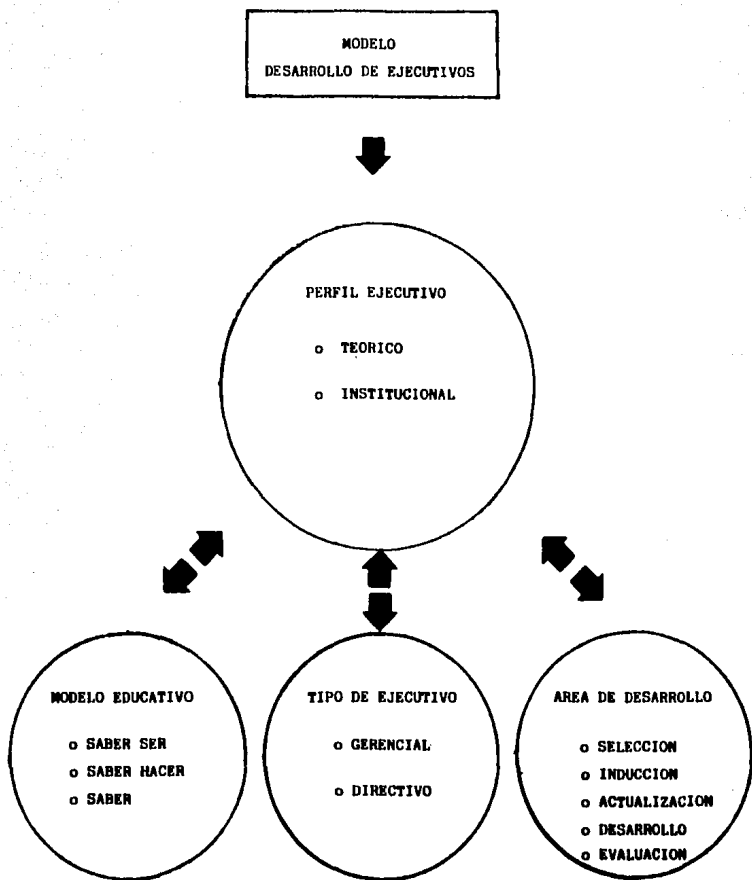 MODELO
DESARROLLO DE EJECUTIVOS
PERFIL EJECUTIVO
o TEORICO
o INSTITUCIONAL
MODELO EDUCATIVO
o SABER SER
o SABER HACER
o SABER
TIPO DE EJECUTIVO
o GERENCIAL
o DIRECTIVO
AREA DE DESARROLLO
o SELECCION
o INDUCCION
o ACTUALIZACION
o DESARROLLO
o EVALUACION